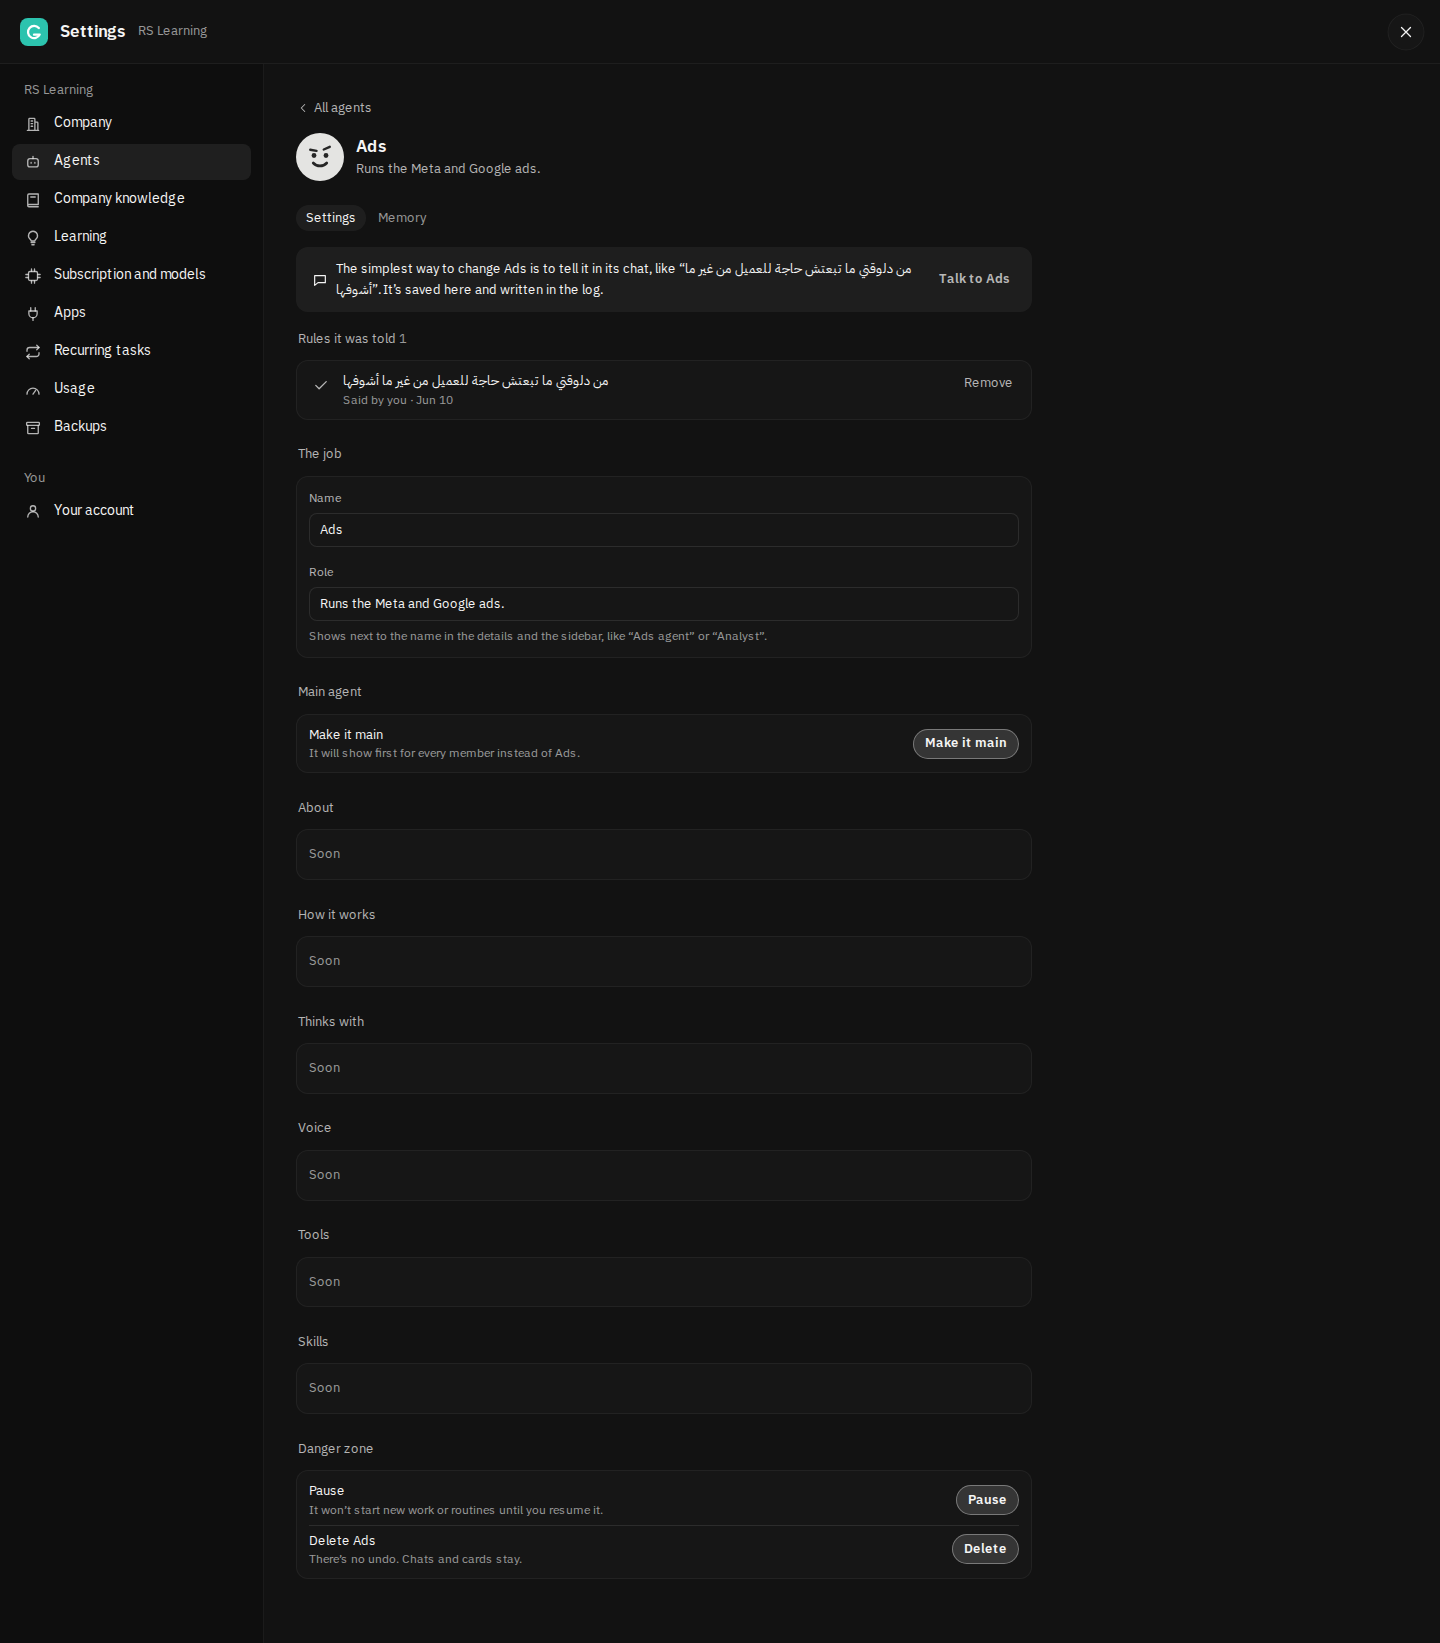 Settings RS Learning
RS Learning
Company
Agents
Company knowledge
Learning
Subscription and models
Apps
Recurring tasks
Usage
Backups
You
Your account
All agents
Ads
Runs the Meta and Google ads.
Settings Memory
The simplest way to change Ads is to tell it in its chat, like “من دلوقتي ما تبعتش حاجة للعميل من غير ما
أشوفها”. It’s saved here and written in the log.
Talk to Ads
Rules it was told 1
من دلوقتي ما تبعتش حاجة للعميل من غير ما أشوفها
Said by you · Jun 10
Remove
The job
Name
Ads
Role
Runs the Meta and Google ads.
Shows next to the name in the details and the sidebar, like “Ads agent” or “Analyst”.
Main agent
Make it main
It will show first for every member instead of Ads.
Make it main
About
Soon
How it works
Soon
Thinks with
Soon
Voice
Soon
Tools
Soon
Skills
Soon
Danger zone
Pause
It won’t start new work or routines until you resume it.
Pause
Delete Ads
There’s no undo. Chats and cards stay.
Delete